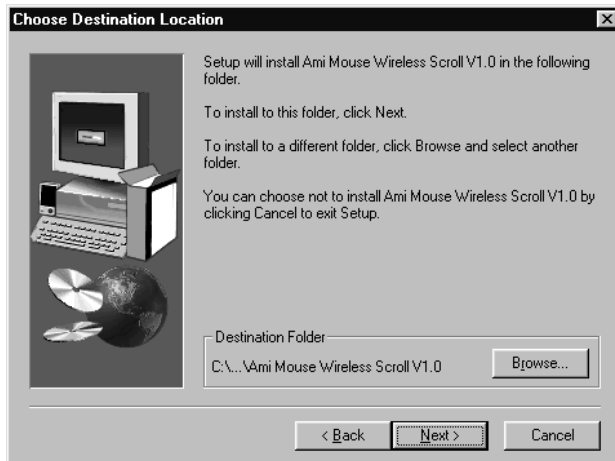 Choose Destination Location
Setup will install Ami Mouse Wireless Scroll V1.0 in the following
folder.
To install to this folder, click Next.
To install to a different folder, click Browse and select another
folder.
You can choose not to install Ami Mouse Wireless Scroll V1.0 by
clicking Cancel to exit Setup.
Destination Folder
C:\...\Ami Mouse Wireless Scroll V1.0
Browse...
< Back
Next >
Cancel